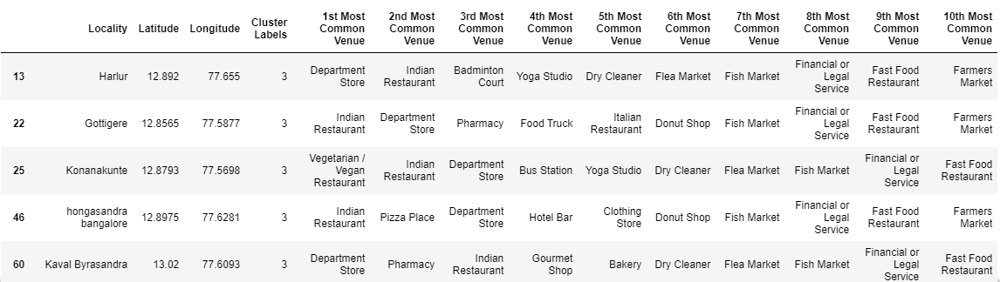 Locality Latitude Longitude Cluster Labels 1st Most Common Venue 2nd Most Common Venue 3rd Most Common Venue 4th Most Common Venue 5th Most Common Venue 6th Most Common Venue 7th Most Common Venue 8th Most Common Venue 9th Most Common Venue 10th Most Common Venue
13 Harlur 12.892 77.655 3 Department Store Indian Restaurant Badminton Court Yoga Studio Dry Cleaner Flea Market Fish Market Financial or Legal Service Fast Food Restaurant Farmers Market
22 Gottigere 12.8565 77.5877 3 Indian Restaurant Department Store Pharmacy Food Truck Italian Restaurant Donut Shop Fish Market Financial or Legal Service Fast Food Restaurant Farmers Market
25 Konanakunte 12.8793 77.5698 3 Vegetarian / Vegan Restaurant Indian Restaurant Department Store Bus Station Yoga Studio Dry Cleaner Flea Market Fish Market Financial or Legal Service Fast Food Restaurant
46 hongasandra bangalore 12.8975 77.6281 3 Indian Restaurant Pizza Place Department Store Hotel Bar Clothing Store Donut Shop Fish Market Financial or Legal Service Fast Food Restaurant Farmers Market
60 Kaval Byrasandra 13.02 77.6093 3 Department Store Pharmacy Indian Restaurant Gourmet Shop Bakery Dry Cleaner Flea Market Fish Market Financial or Legal Service Fast Food Restaurant